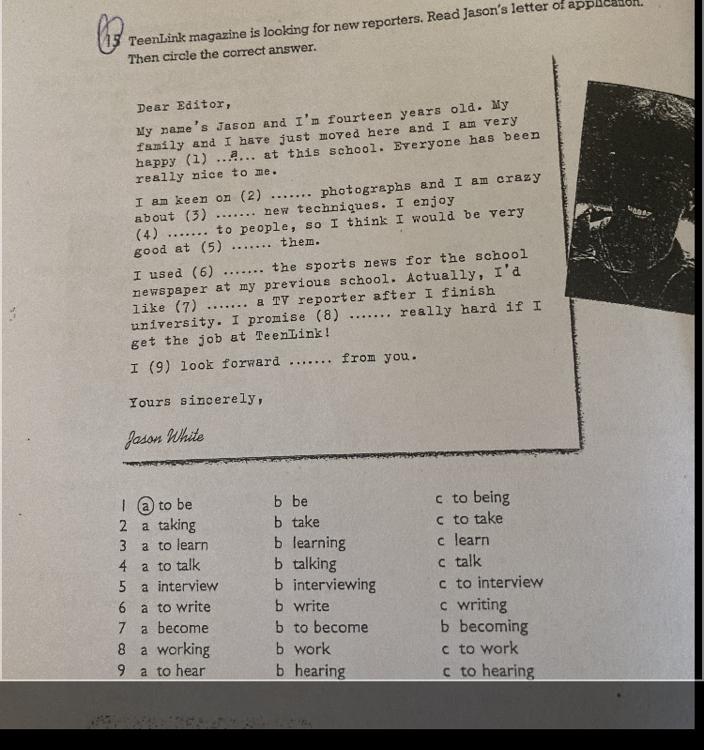 15 TeenLink magazine is looking for new reporters. Read Jason's letter of application.
Then circle the correct answer.
Dear Editor,
My name's Jason and I'm fourteen years old. My
family and I have just moved here and I am very
happy (1) ...a... at this school. Everyone has been
really nice to me.
I am keen on (2) ....... photographs and I am crazy
about (3) ....... new techniques. I enjoy
(4) ....... to people, so I think I would be very
good at (5) ....... them.
I used (6) ....... the sports news for the school
newspaper at my previous school. Actually, I'd
like (7) ....... a TV reporter after I finish
university. I promise (8) ....... really hard if I
get the job at TeenLink!
I (9) look forward ....... from you.
Yours sincerely,
Jason White
1 a to be b be c to being
2 a taking b take c to take
3 a to learn b learning c learn
4 a to talk b talking c talk
5 a interview b interviewing c to interview
6 a to write b write c writing
7 a become b to become b becoming
8 a working b work c to work
9 a to hear b hearing c to hearing